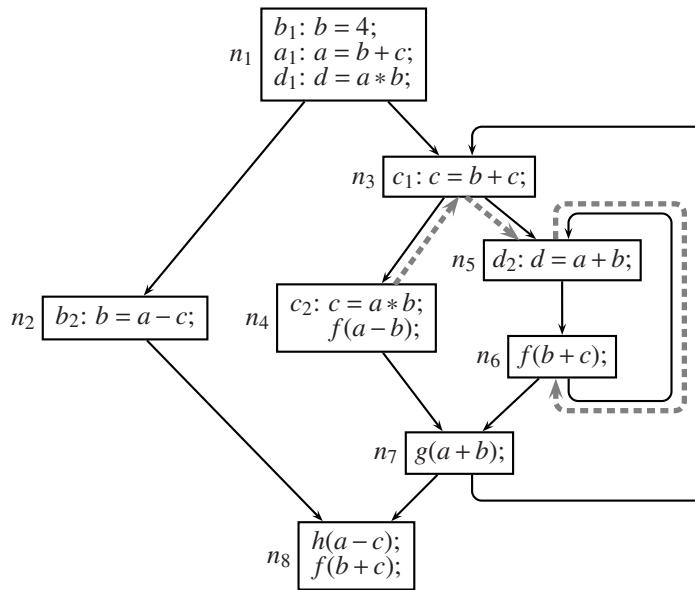 n₁
b₁: b = 4;
a₁: a = b + c;
d₁: d = a ∗ b;
n₃
c₁: c = b + c;
n₅
d₂: d = a + b;
n₂
b₂: b = a − c;
n₄
c₂: c = a ∗ b;
f(a − b);
n₆
f(b + c);
n₇
g(a + b);
n₈
h(a − c);
f(b + c);